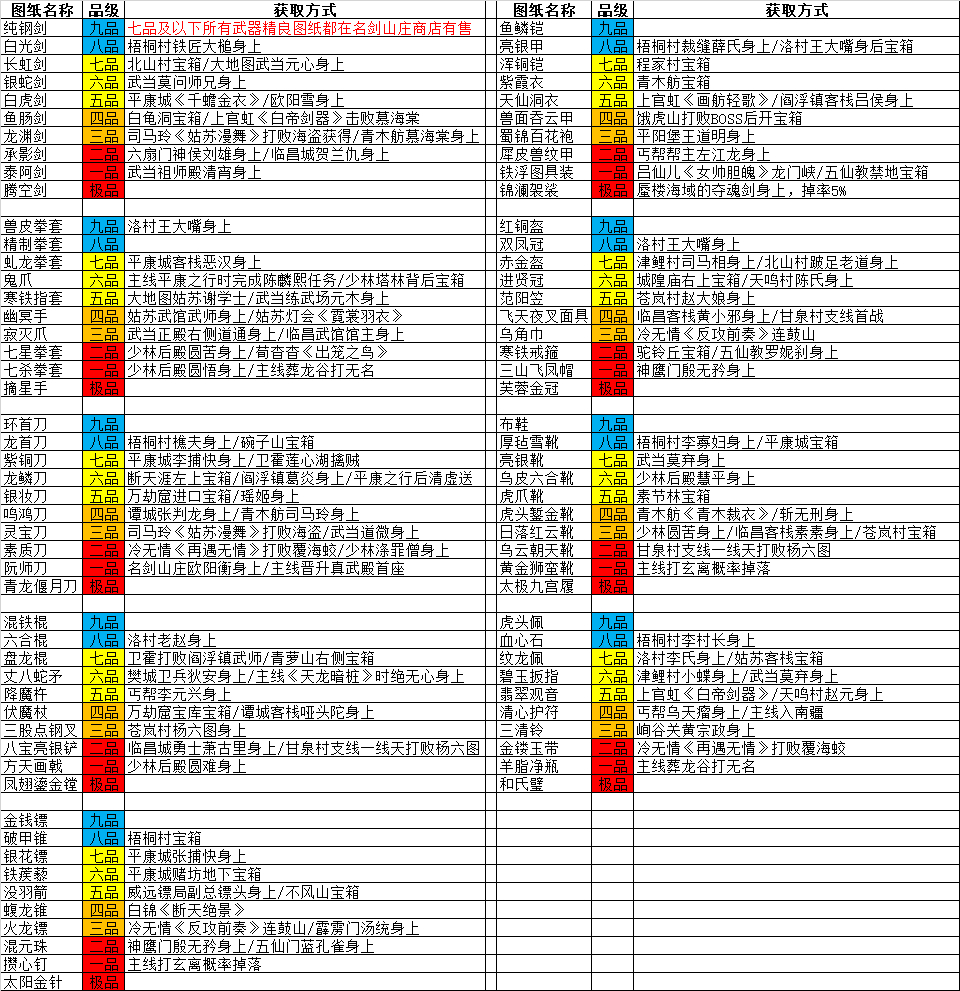 图纸名称 品级 获取方式 图纸名称 品级 获取方式
纯钢剑 九品 七品及以下所有武器精良图纸都在名剑山庄商店有售 鱼鳞铠 九品
白光剑 八品 梧桐村铁匠大槌身上 亮银甲 八品 梧桐村裁缝薛氏身上/洛村王大嘴身后宝箱
长虹剑 七品 北山村宝箱/大地图武当元心身上 浑铜铠 七品 程家村宝箱
银蛇剑 六品 武当莫问师兄身上 紫霞衣 六品 青木舫宝箱
白虎剑 五品 平康城《千蟾金衣》/欧阳雪身上 天仙洞衣 五品 上官虹《画舫轻歌》/阎浮镇客栈吕侯身上
鱼肠剑 四品 白龟洞宝箱/上官虹《白帝剑器》击败慕海棠 兽面吞云甲 四品 饿虎山打败BOSS后开宝箱
龙渊剑 三品 司马玲《姑苏漫舞》打败海盗获得/青木舫慕海棠身上 蜀锦百花袍 三品 平阳堡王道明身上
承影剑 二品 六扇门神侯刘雄身上/临昌城贺兰仇身上 犀皮兽纹甲 二品 丐帮帮主左江龙身上
泰阿剑 一品 武当祖师殿清宵身上 铁浮图具装 一品 吕仙儿《女帅胆魄》龙门峡/五仙教禁地宝箱
腾空剑 极品 锦澜袈裟 极品 蜃楼海域的夺魂剑身上，掉率5%
兽皮拳套 九品 洛村王大嘴身上 红铜盔 九品
精制拳套 八品 双凤冠 八品 洛村王大嘴身上
虬龙拳套 七品 平康城客栈恶汉身上 赤金盔 七品 津鲤村司马相身上/北山村跛足老道身上
鬼爪 六品 主线平康之行时完成陈麟熙任务/少林塔林背后宝箱 进贤冠 六品 城隍庙右上宝箱/天鸣村陈氏身上
寒铁指套 五品 大地图姑苏谢学士/武当练武场元木身上 范阳笠 五品 苍岚村赵大娘身上
幽冥手 四品 姑苏武馆武师身上/姑苏灯会《霓裳羽衣》 飞天夜叉面具 四品 临昌客栈黄小邪身上/甘泉村支线首战
寂灭爪 三品 武当正殿右侧道通身上/临昌武馆馆主身上 乌角巾 三品 冷无情《反攻前奏》连鼓山
七星拳套 二品 少林后殿圆苦身上/荀杳杳《出笼之鸟》 寒铁戒箍 二品 驼铃丘宝箱/五仙教罗妮刹身上
七杀拳套 一品 少林后殿圆悟身上/主线葬龙谷打无名 三山飞凤帽 一品 神鹰门殷无矜身上
摘星手 极品 芙蓉金冠 极品
环首刀 九品 布鞋 九品
龙首刀 八品 梧桐村樵夫身上/碗子山宝箱 厚毡雪靴 八品 梧桐村李寡妇身上/平康城宝箱
紫铜刀 七品 平康城李捕快身上/卫霍莲心湖擒贼 亮银靴 七品 武当莫弃身上
龙鳞刀 六品 断天涯左上宝箱/阎浮镇葛炎身上/平康之行后清虚送 乌皮六合靴 六品 少林后殿慧平身上
银妆刀 五品 万劫窟进口宝箱/瑶姬身上 虎爪靴 五品 素节林宝箱
鸣鸿刀 四品 谭城张判龙身上/青木舫司马玲身上 虎头錾金靴 四品 青木舫《青木裁衣》/斩无刑身上
灵宝刀 三品 司马玲《姑苏漫舞》打败海盗/武当道微身上 日落红云靴 三品 少林圆苦身上/临昌客栈素素身上/苍岚村宝箱
素质刀 二品 冷无情《再遇无情》打败覆海蛟/少林涤罪僧身上 乌云朝天靴 二品 甘泉村支线一线天打败杨六图
阮师刀 一品 名剑山庄欧阳衡身上/主线晋升真武殿首座 黄金狮蛮靴 一品 主线打玄离概率掉落
青龙偃月刀 极品 太极九宫履 极品
混铁棍 九品 虎头佩 九品
六合棍 八品 洛村老赵身上 血心石 八品 梧桐村李村长身上
盘龙棍 七品 卫霍打败阎浮镇武师/青萝山右侧宝箱 纹龙佩 七品 洛村李氏身上/姑苏客栈宝箱
丈八蛇矛 六品 樊城卫兵狄安身上/主线《天龙暗桩》时绝无心身上 碧玉扳指 六品 津鲤村小蝶身上/武当莫弃身上
降魔杵 五品 丐帮李元兴身上 翡翠观音 五品 上官虹《白帝剑器》/天鸣村赵元身上
伏魔杖 四品 万劫窟宝库宝箱/谭城客栈哑头陀身上 清心护符 四品 丐帮乌天瘤身上/主线入南疆
三股点钢叉 三品 苍岚村杨六图身上 三清铃 三品 峒谷关黄宗政身上
八宝亮银铲 二品 临昌城勇士萧古里身上/甘泉村支线一线天打败杨六图 金镂玉带 二品 冷无情《再遇无情》打败覆海蛟
方天画戟 一品 少林后殿圆难身上 羊脂净瓶 一品 主线葬龙谷打无名
凤翅鎏金镋 极品 和氏璧 极品
金钱镖 九品
破甲锥 八品 梧桐村宝箱
银花镖 七品 平康城张捕快身上
铁蒺藜 六品 平康城赌坊地下宝箱
没羽箭 五品 威远镖局副总镖头身上/不风山宝箱
蝮龙锥 四品 白锦《断天绝景》
火龙镖 三品 冷无情《反攻前奏》连鼓山/霹雳门汤统身上
混元珠 二品 神鹰门殷无矜身上/五仙门蓝孔雀身上
攒心钉 一品 主线打玄离概率掉落
太阳金针 极品